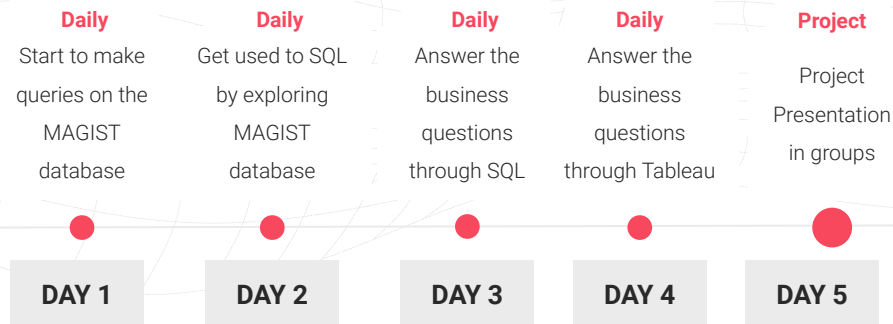 Daily
Start to make
queries on the
MAGIST
database
DAY 1
Daily
Get used to SQL
by exploring
MAGIST
database
DAY 2
Daily
Answer the
business
questions
through SQL
DAY 3
Daily
Answer the
business
questions
through Tableau
DAY 4
Project
Project
Presentation
in groups
DAY 5